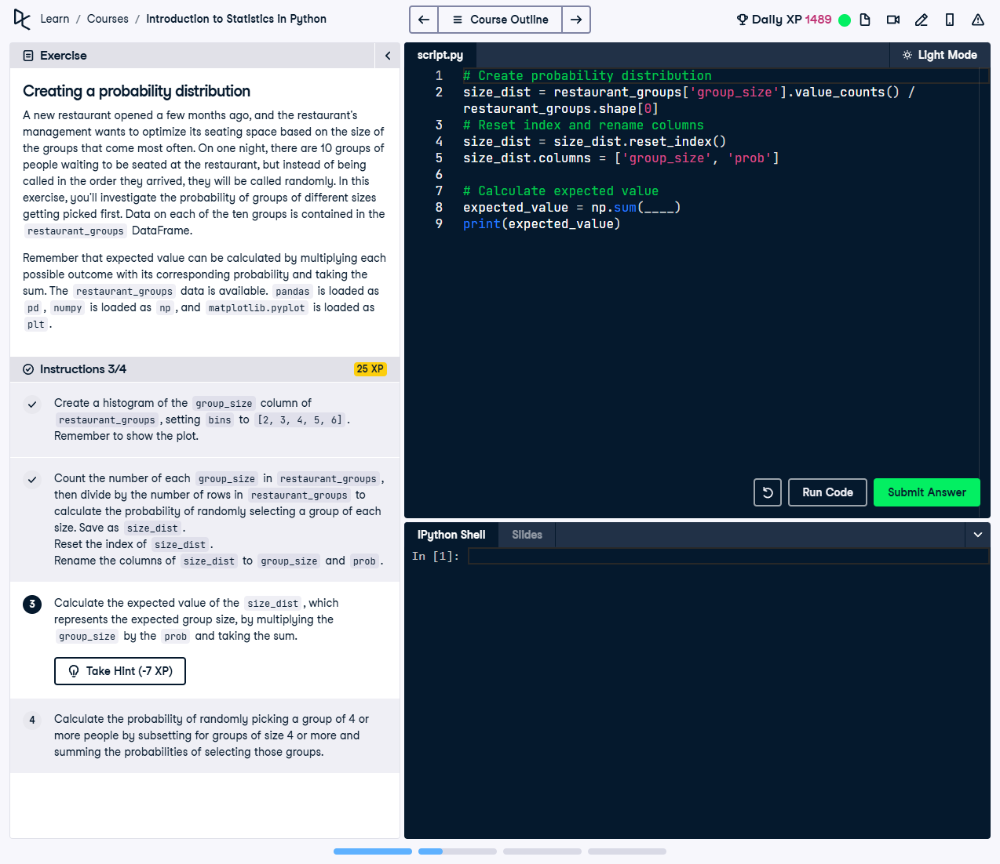 Learn / Courses / Introduction to Statistics in Python
Course Outline
Daily XP 1489
Exercise
Creating a probability distribution
A new restaurant opened a few months ago, and the restaurant's
management wants to optimize its seating space based on the size of
the groups that come most often. On one night, there are 10 groups of
people waiting to be seated at the restaurant, but instead of being
called in the order they arrived, they will be called randomly. In this
exercise, you'll investigate the probability of groups of different sizes
getting picked first. Data on each of the ten groups is contained in the
restaurant_groups DataFrame.
Remember that expected value can be calculated by multiplying each
possible outcome with its corresponding probability and taking the
sum. The restaurant_groups data is available. pandas is loaded as
pd, numpy is loaded as np, and matplotlib.pyplot is loaded as
plt.
Instructions 3/4
25 XP
Create a histogram of the group_size column of
restaurant_groups, setting bins to [2, 3, 4, 5, 6].
Remember to show the plot.
Count the number of each group_size in restaurant_groups,
then divide by the number of rows in restaurant_groups to
calculate the probability of randomly selecting a group of each
size. Save as size_dist.
Reset the index of size_dist.
Rename the columns of size_dist to group_size and prob.
3 Calculate the expected value of the size_dist, which
represents the expected group size, by multiplying the
group_size by the prob and taking the sum.
Take Hint (-7 XP)
4 Calculate the probability of randomly picking a group of 4 or
more people by subsetting for groups of size 4 or more and
summing the probabilities of selecting those groups.
script.py
Light Mode
1 # Create probability distribution
2 size_dist = restaurant_groups['group_size'].value_counts() /
restaurant_groups.shape[0]
3 # Reset index and rename columns
4 size_dist = size_dist.reset_index()
5 size_dist.columns = ['group_size', 'prob']
6
7 # Calculate expected value
8 expected_value = np.sum(____)
9 print(expected_value)
Run Code
Submit Answer
IPython Shell
Slides
In [1]: